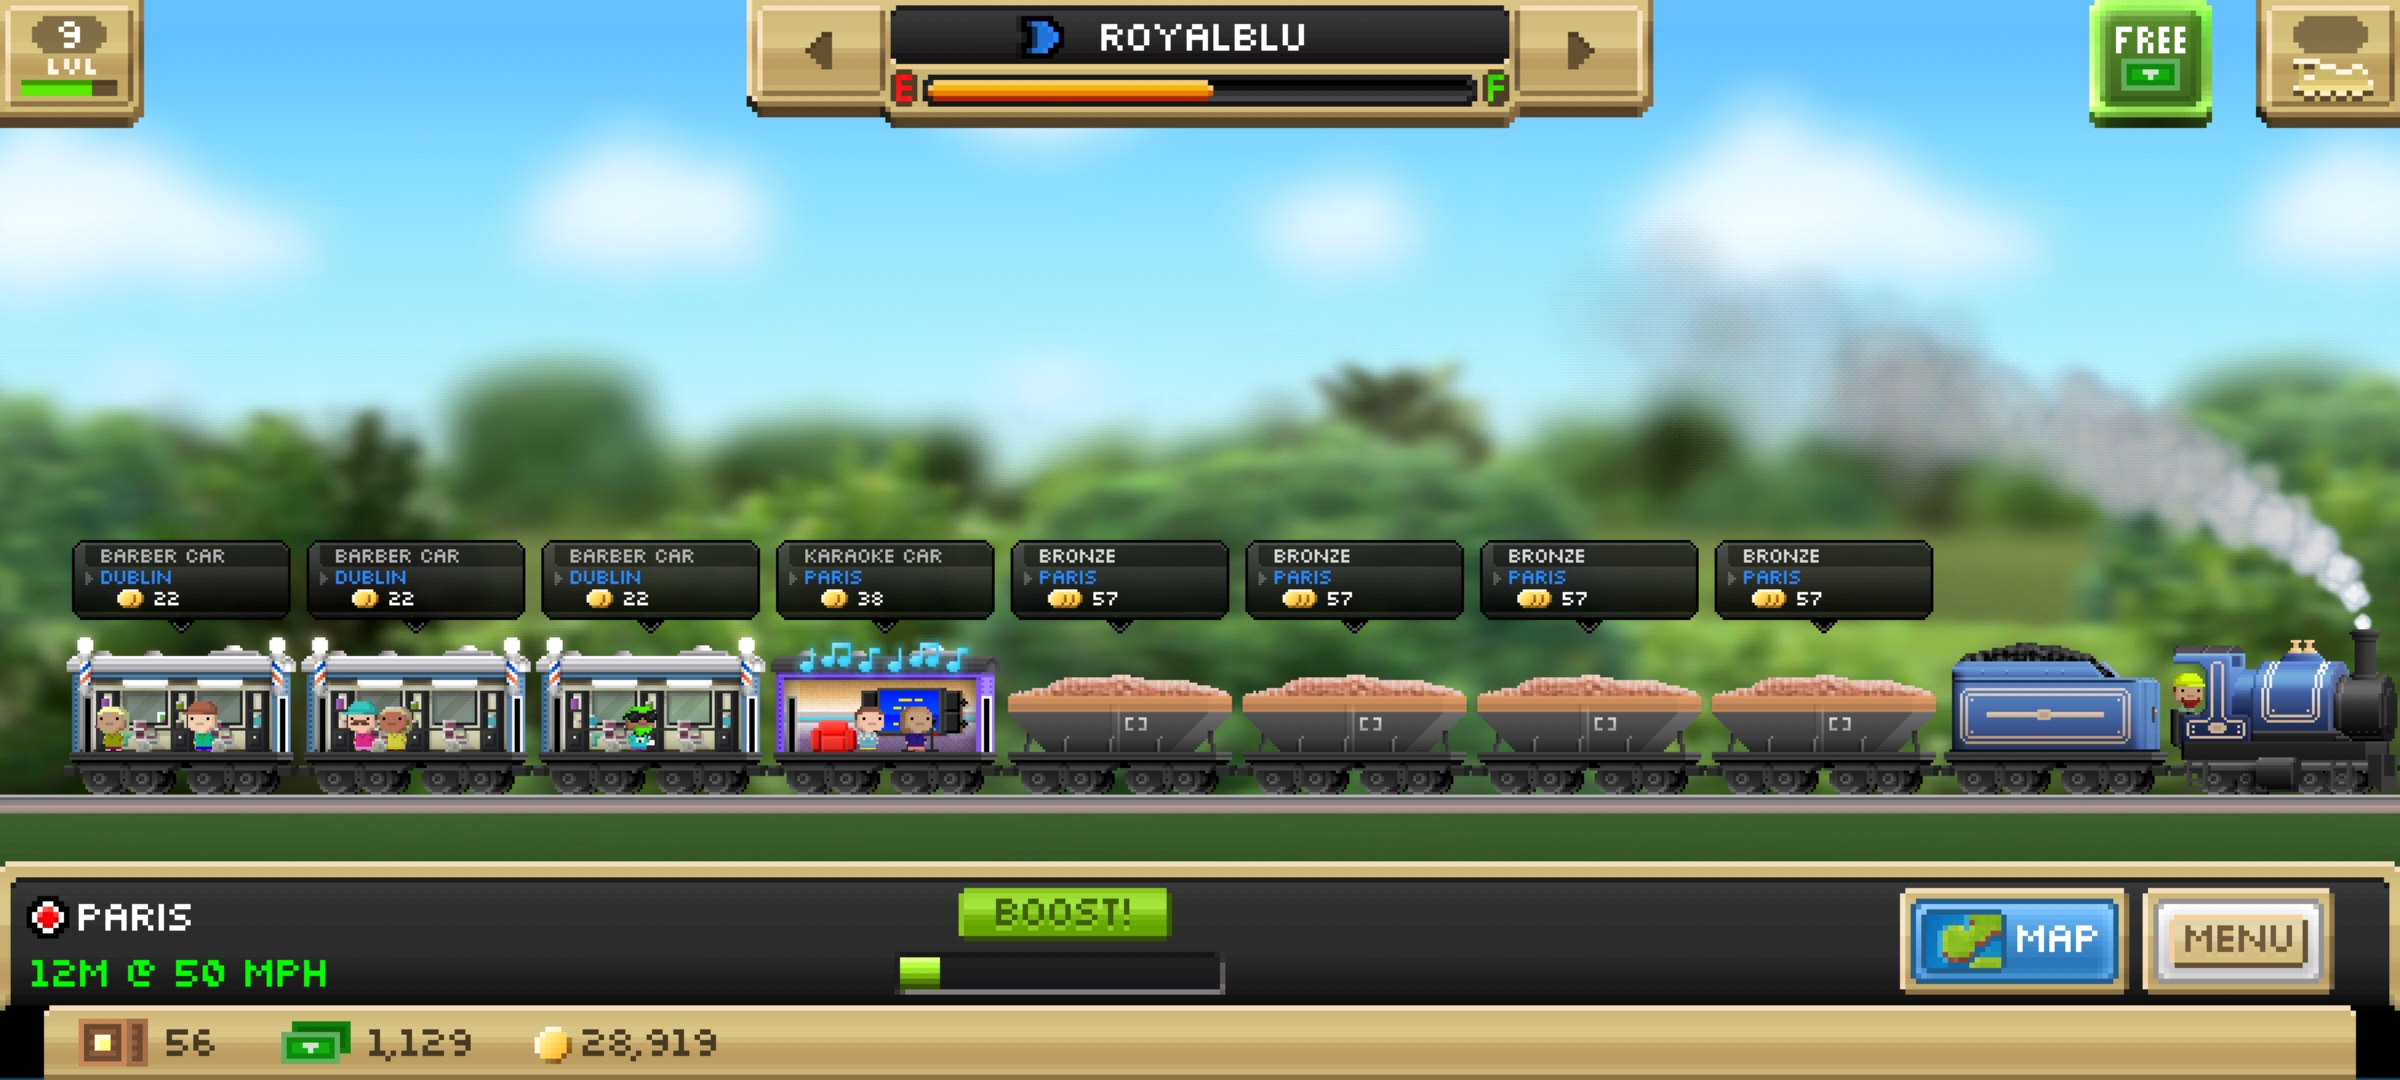 9
LVL
ROYALBLU
E F
FREE
BARBER CAR
DUBLIN
22
BARBER CAR
DUBLIN
22
BARBER CAR
DUBLIN
22
KARAOKE CAR
PARIS
38
BRONZE
PARIS
57
BRONZE
PARIS
57
BRONZE
PARIS
57
BRONZE
PARIS
57
PARIS
12M @ 50 MPH
BOOST!
MAP
MENU
56 1,129 28,919